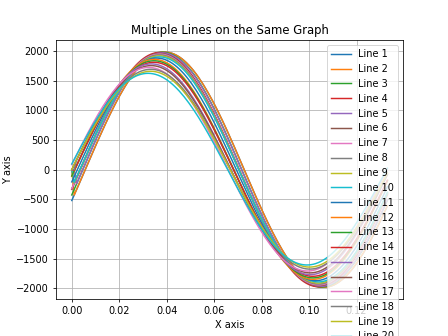 Multiple Lines on the Same Graph
2000
1500
1000
500
0
−500
−1000
−1500
−2000
Y axis
0.00
0.02
0.04
0.06
0.08
0.10
X axis
Line 1
Line 2
Line 3
Line 4
Line 5
Line 6
Line 7
Line 8
Line 9
Line 10
Line 11
Line 12
Line 13
Line 14
Line 15
Line 16
Line 17
Line 18
Line 19
Line 20